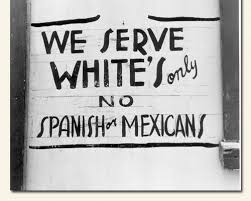 WE SERVE
WHITE'S only
NO
SPANISH or MEXICANS